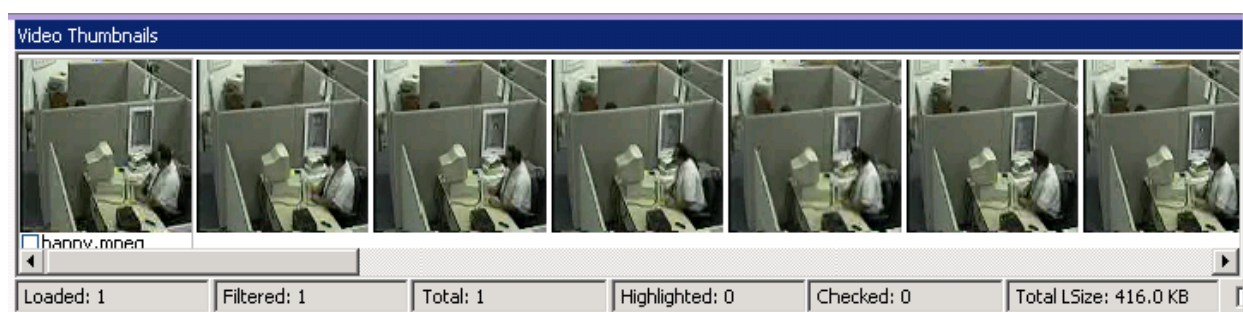 Video Thumbnails
happy.mpeg
Loaded: 1
Filtered: 1
Total: 1
Highlighted: 0
Checked: 0
Total LSize: 416.0 KB